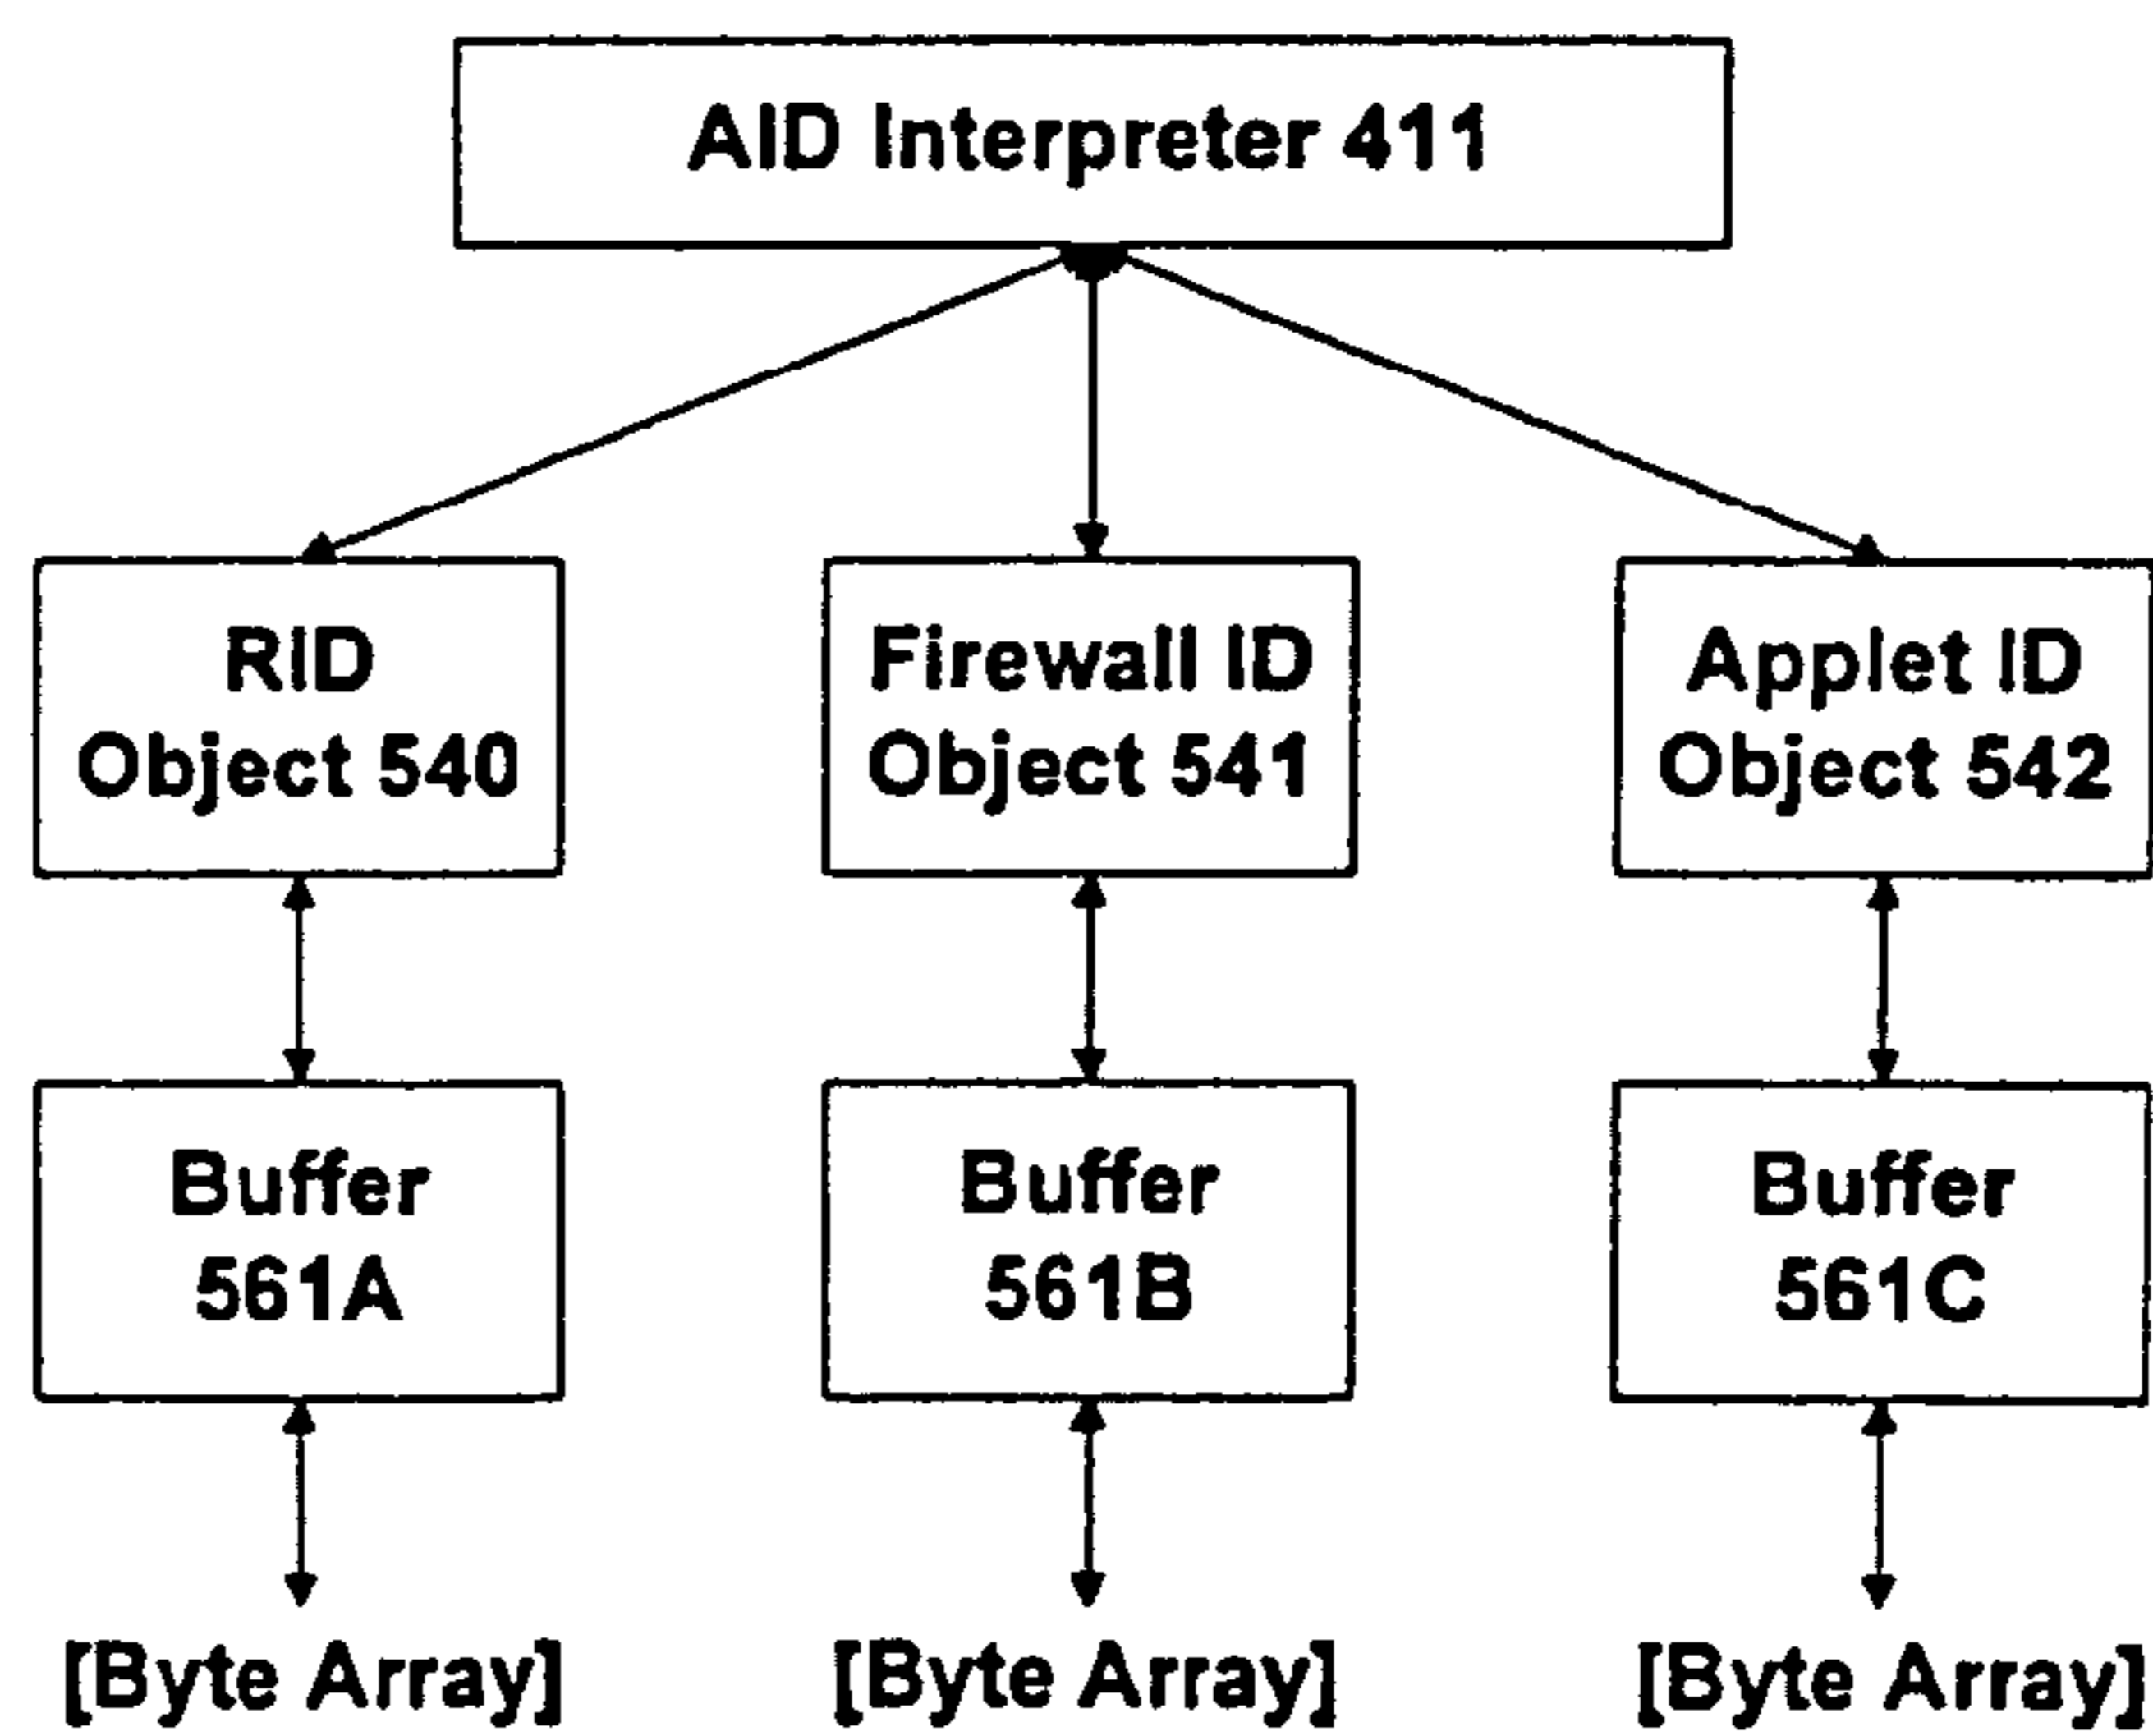 AID Interpreter 411
RID
Object 540
Firewall ID
Object 541
Applet ID
Object 542
Buffer
561A
Buffer
561B
Buffer
561C
[Byte Array]
[Byte Array]
[Byte Array]